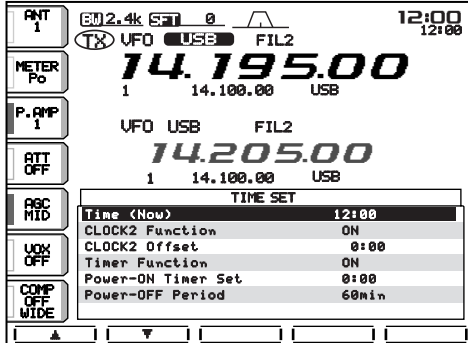 ANT
1
BW 2.4k SFT 0
12:00
12:00
TX VFO USB FIL2
METER
Po
14.195.00
1 14.100.00 USB
P.AMP
1
VFO USB FIL2
ATT
OFF
14.205.00
1 14.100.00 USB
AGC
MID
TIME SET
Time (Now) 12:00
CLOCK2 Function ON
CLOCK2 Offset 0:00
Timer Function ON
Power-ON Timer Set 0:00
Power-OFF Period 60min
VOX
OFF
COMP
OFF
WIDE